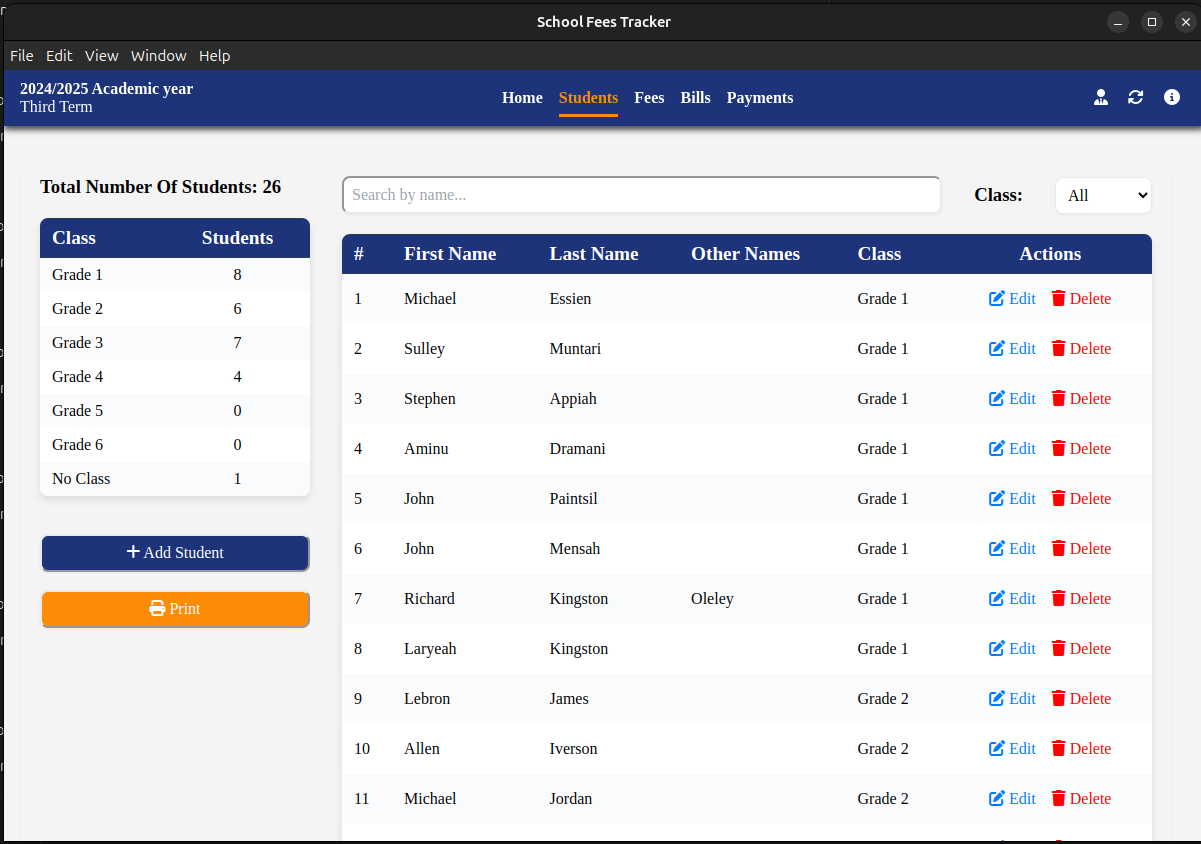 School Fees Tracker
File Edit View Window Help
2024/2025 Academic year
Third Term
Home Students Fees Bills Payments
Total Number Of Students: 26
Class Students
Grade 1 8
Grade 2 6
Grade 3 7
Grade 4 4
Grade 5 0
Grade 6 0
No Class 1
+ Add Student
Print
Search by name...
Class: All
# First Name Last Name Other Names Class Actions
1 Michael Essien Grade 1 Edit Delete
2 Sulley Muntari Grade 1 Edit Delete
3 Stephen Appiah Grade 1 Edit Delete
4 Aminu Dramani Grade 1 Edit Delete
5 John Paintsil Grade 1 Edit Delete
6 John Mensah Grade 1 Edit Delete
7 Richard Kingston Oleley Grade 1 Edit Delete
8 Laryeah Kingston Grade 1 Edit Delete
9 Lebron James Grade 2 Edit Delete
10 Allen Iverson Grade 2 Edit Delete
11 Michael Jordan Grade 2 Edit Delete